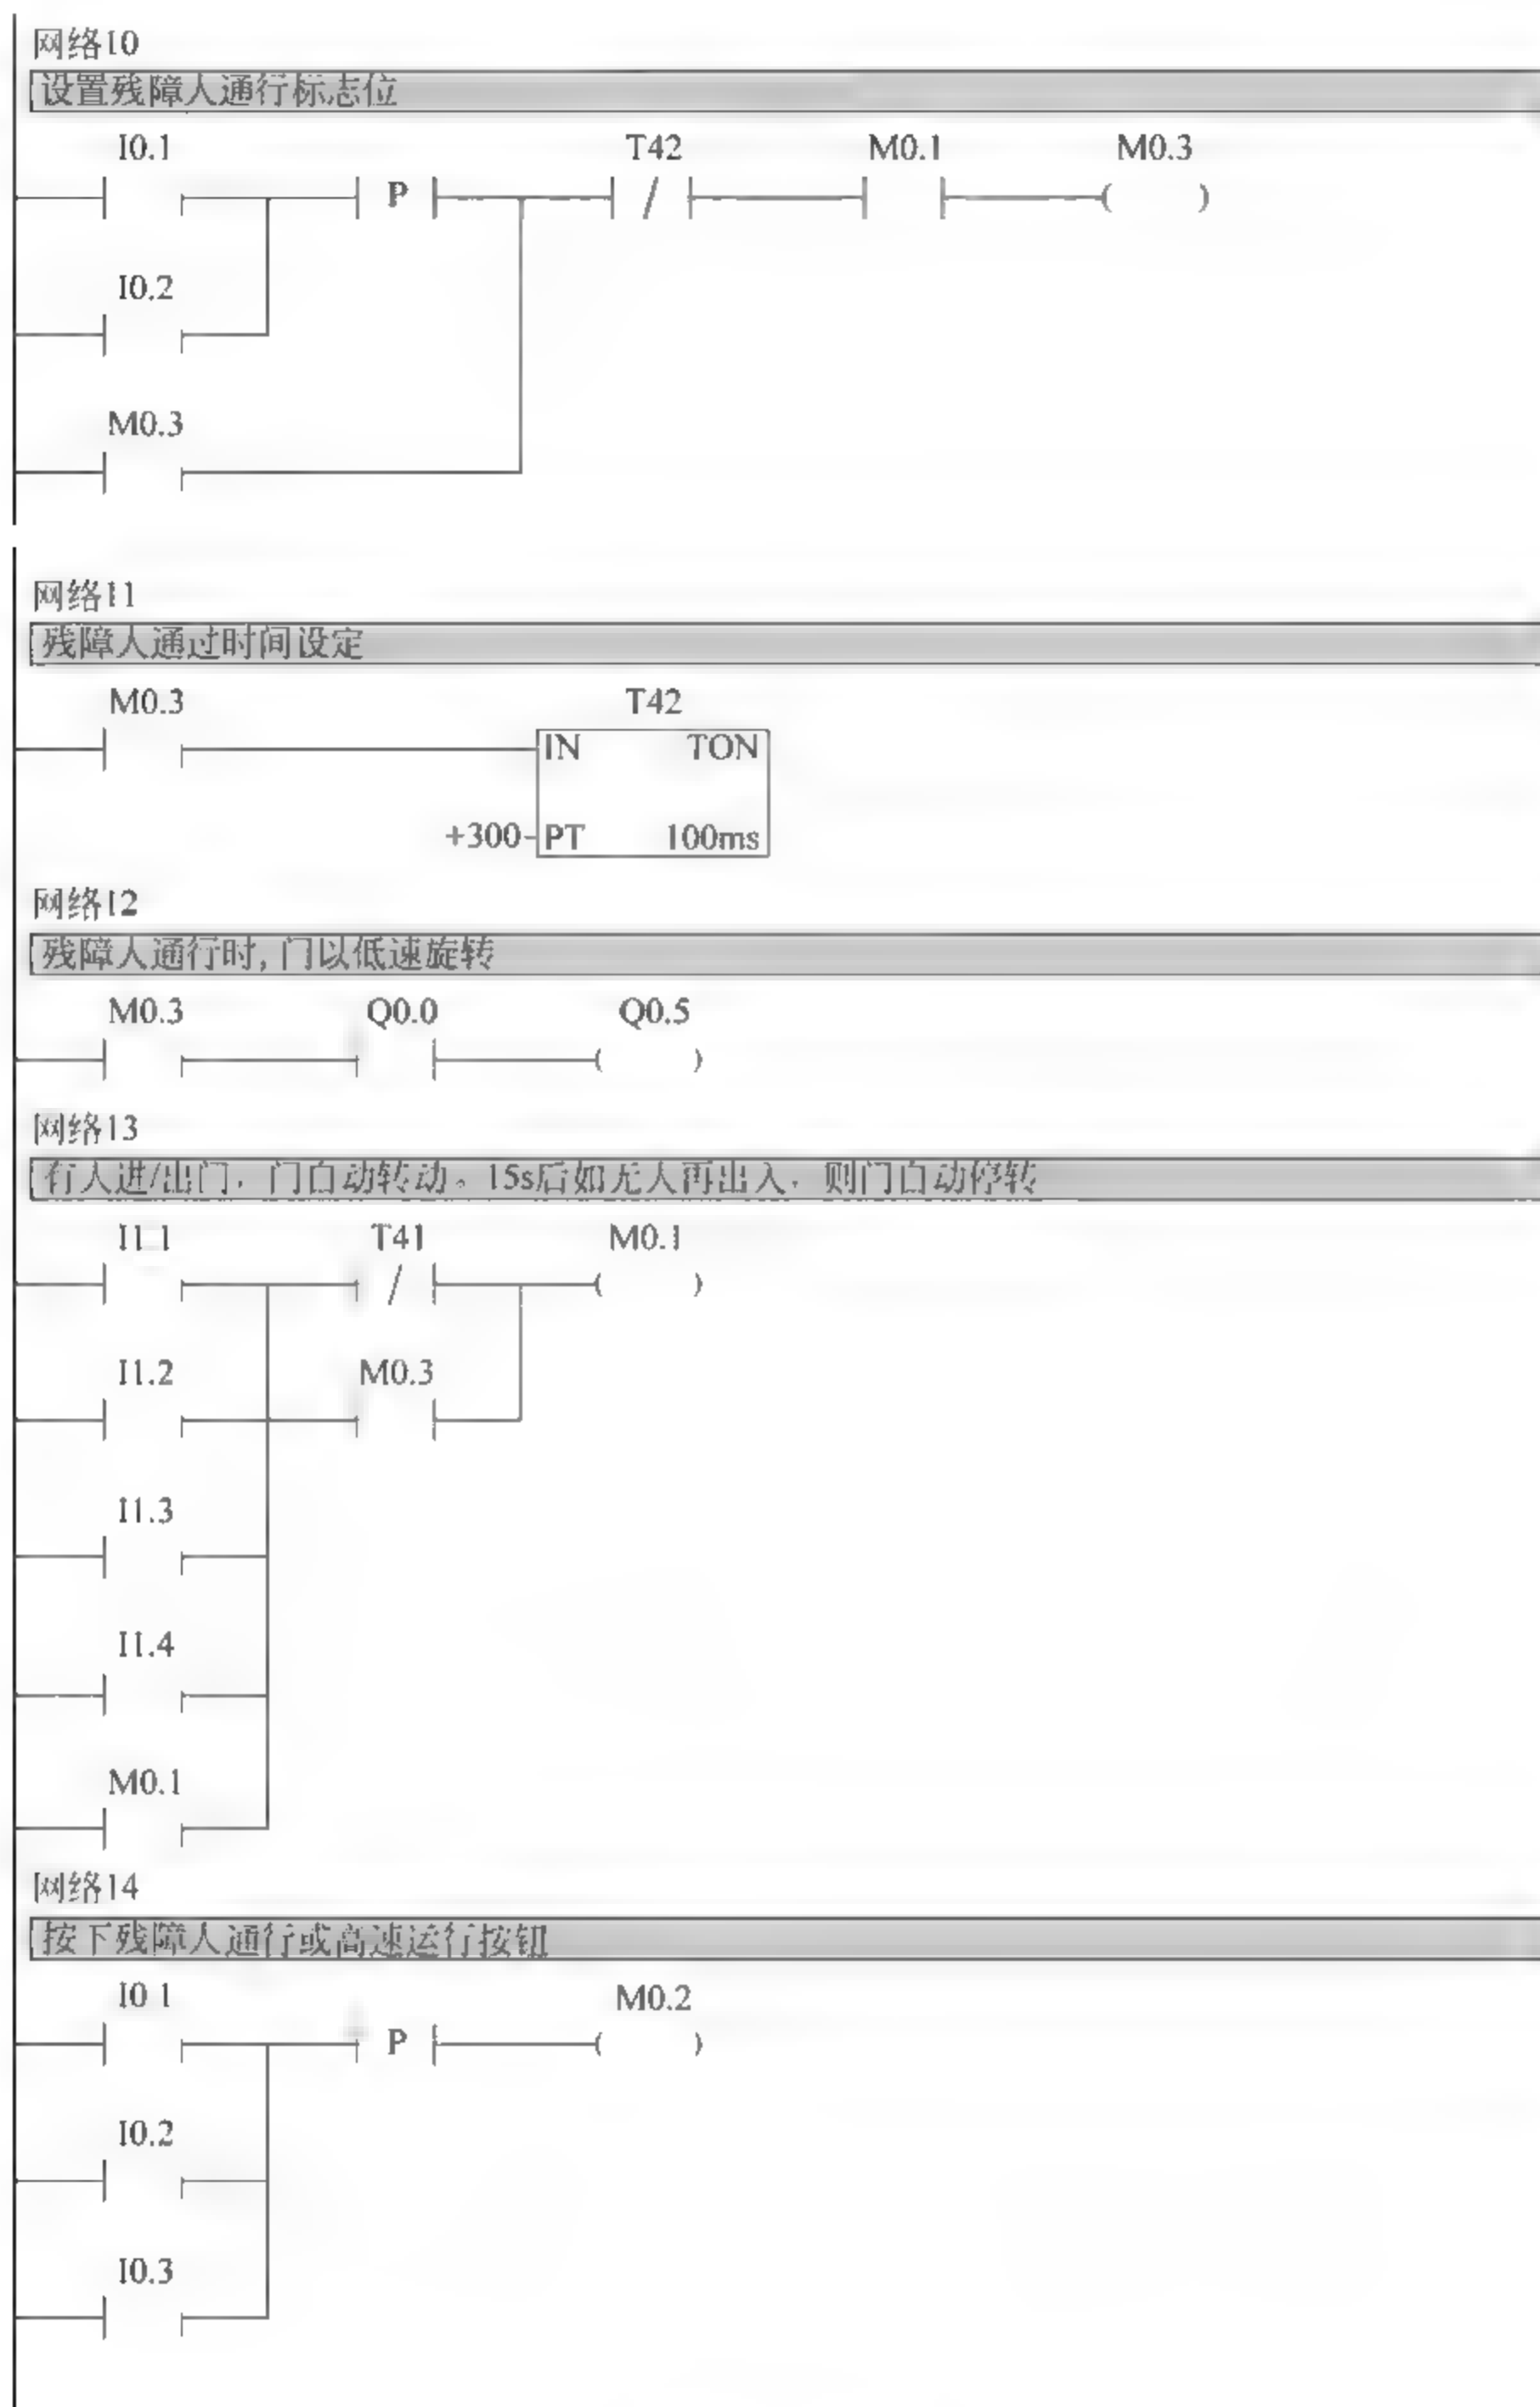 网络10
设置残障人通行标志位
I0.1 T42 M0.1 M0.3
P /
( )
I0.2
M0.3
网络11
残障人通过时间设定
M0.3 T42
IN TON
+300 PT 100ms
网络12
残障人通行时, 门以低速旋转
M0.3 Q0.0 Q0.5
( )
网络13
有人进/出门, 门自动转动。15s后如无人再出入, 则门自动停转
I1.1 T41 M0.1
/ ( )
I1.2 M0.3
I1.3
I1.4
M0.1
网络14
按下残障人通行或高速运行按钮
I0.1 M0.2
P ( )
I0.2
I0.3